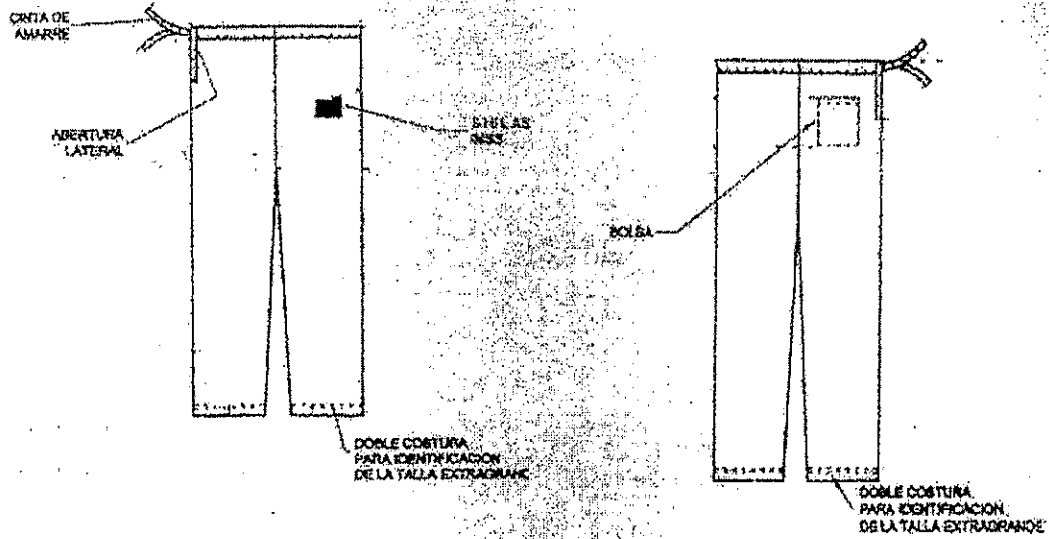 CINTA DE
AMARRE
ABERTURA
LATERAL
SIGLAS
IMSS
DOBLE COSTURA
PARA IDENTIFICACION
DE LA TALLA EXTRAGRAND
BOLSA
DOBLE COSTURA
PARA IDENTIFICACION
DE LA TALLA EXTRAGRANDE